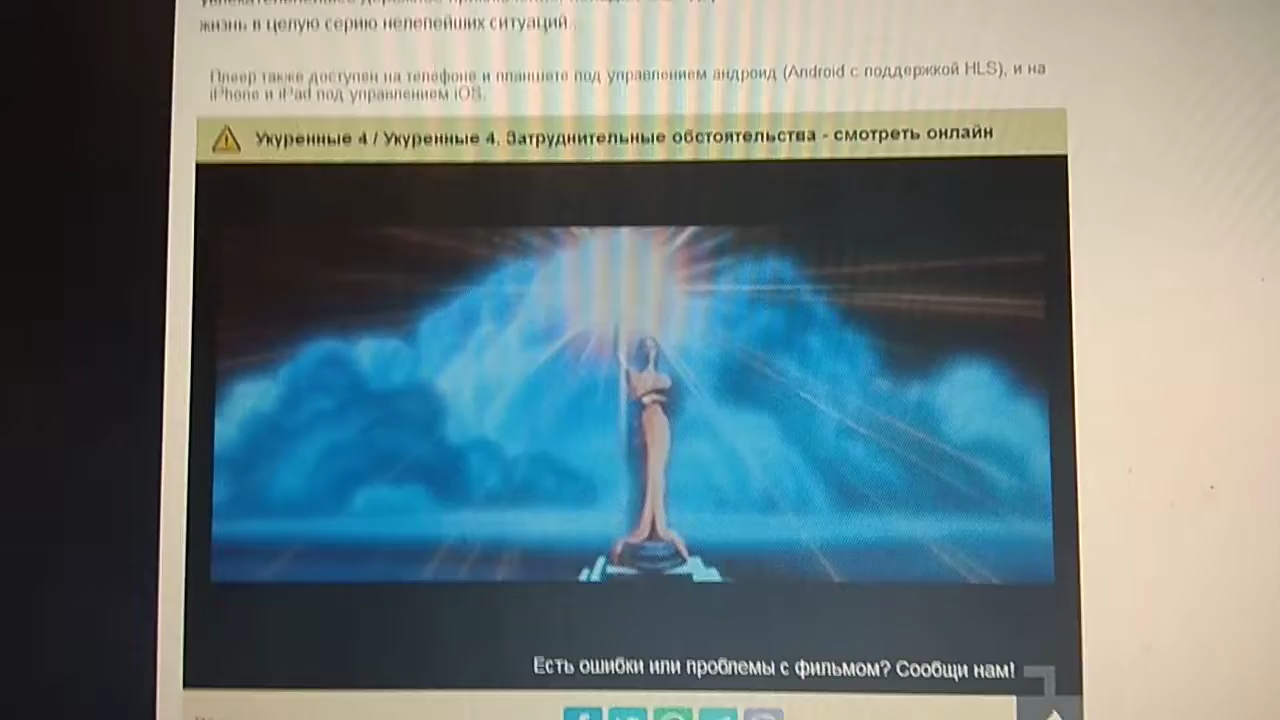 жизнь в целую серию нелепейших ситуаций.
Плеер также доступен на телефоне и планшете под управлением андроид (Android с поддержкой HLS), и на
iPhone и iPad под управлением iOS.
Укуренные 4 / Укуренные 4. Затруднительные обстоятельства - смотреть онлайн
Есть ошибки или проблемы с фильмом? Сообщи нам!